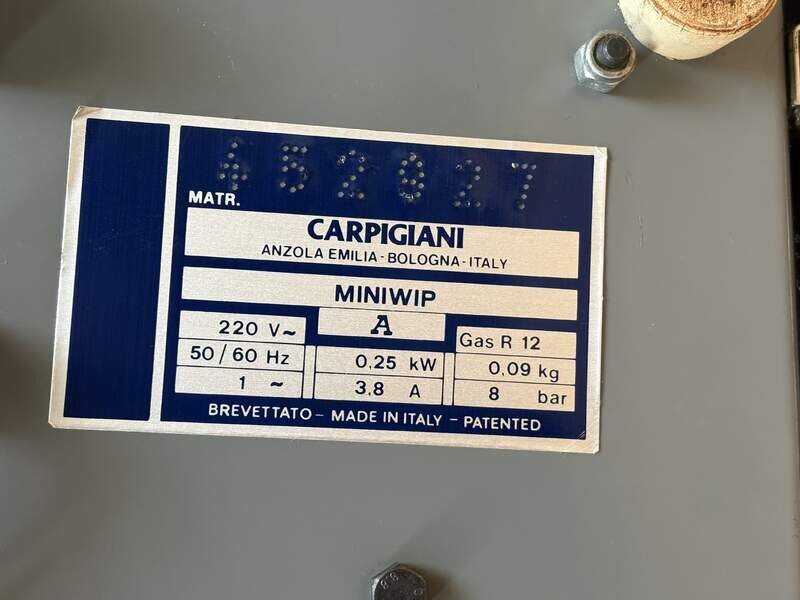 MATR. 452027
CARPIGIANI
ANZOLA EMILIA - BOLOGNA - ITALY
MINIWIP
A
220 V~
50/60 Hz
1 ~
0,25 kW
3,8 A
Gas R 12
0,09 kg
8 bar
BREVETTATO - MADE IN ITALY - PATENTED